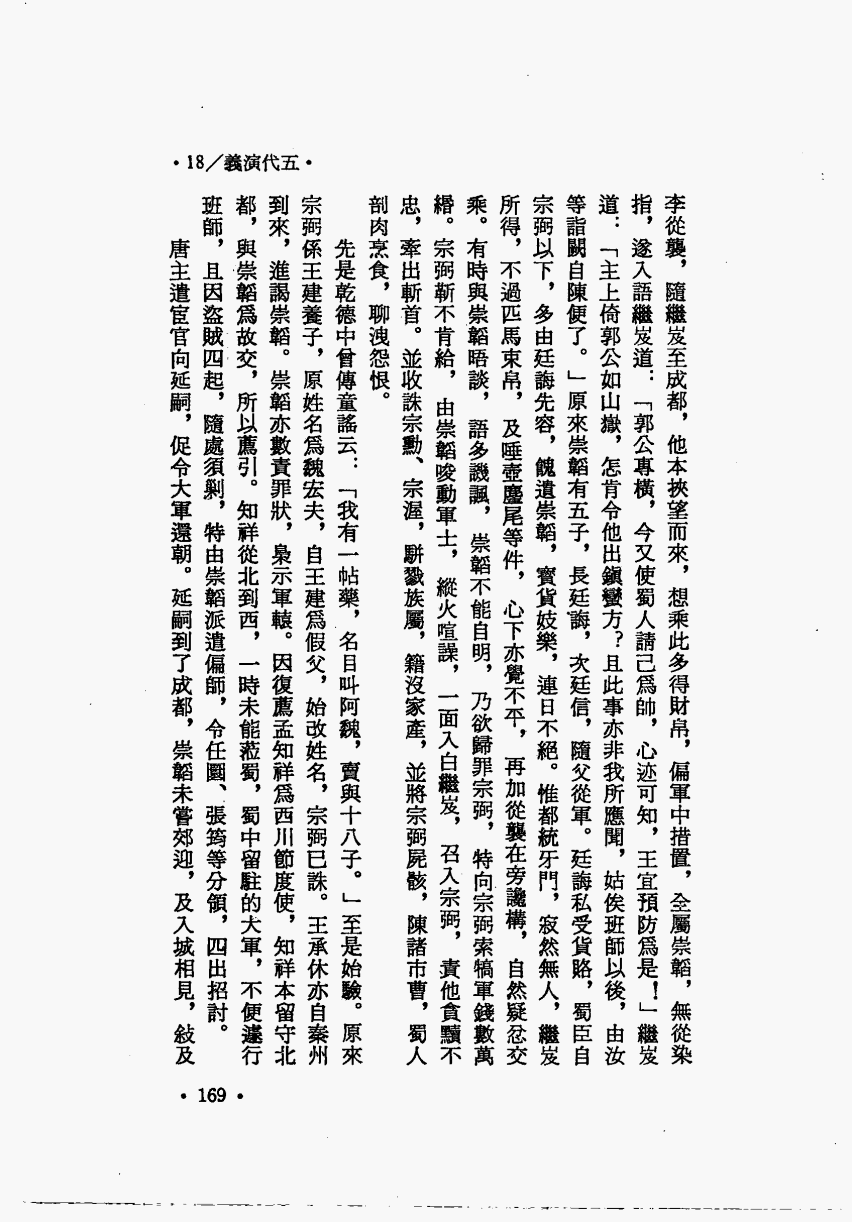 ·18／義演代五·
李從襲，隨繼岌至成都，他本挾望而來，想乘此多得財帛，偏軍中措置，全屬崇韜，無從染
指，遂入語繼岌道：「郭公專橫，今又使蜀人請己爲帥，心迹可知，王宜預防爲是！」繼岌
道：「主上倚郭公如山嶽，怎肯令他出鎭蠻方？且此事亦非我所應聞，姑俟班師以後，由汝
等詣闕自陳便了。」原來崇韜有五子，長廷誨，次廷信，隨父從軍。廷誨私受貨賂，蜀臣自
宗弼以下，多由廷誨先容，餽遺崇韜，寳貨妓樂，連日不絕。惟都統牙門，寂然無人，繼岌
所得，不過匹馬束帛，及唾壺麈尾等件，心下亦覺不平，再加從襲在旁讒構，自然疑忿交
乘。有時與崇韜晤談，語多譏諷，崇韜不能自明，乃欲歸罪宗弼，特向宗弼索犒軍錢數萬
緡。宗弼靳不肯給，由崇韜唆動軍士，縱火喧譟，一面入白繼岌，召入宗弼，責他貪黷不
忠，牽出斬首。並收誅宗勳、宗渥，駢戮族屬，籍沒家產，並將宗弼屍骸，陳諸市曹，蜀人
剖肉烹食，聊洩怨恨。
先是乾德中曾傳童謠云：「我有一帖藥，名目叫阿魏，賣與十八子。」至是始驗。原來
宗弼係王建養子，原姓名爲魏宏夫，自王建爲假父，始改姓名，宗弼已誅。王承休亦自秦州
到來，進謁崇韜。崇韜亦數責罪狀，梟示軍轅。因復薦孟知祥爲西川節度使，知祥本留守北
都，與崇韜爲故交，所以薦引。知祥從北到西，一時未能蒞蜀，蜀中留駐的大軍，不便遽行
班師，且因盜賊四起，隨處須剿，特由崇韜派遣偏師，令任圜、張筠等分領，四出招討。
唐主遣宦官向延嗣，促令大軍還朝。延嗣到了成都，崇韜未嘗郊迎，及入城相見，敍及
·169·